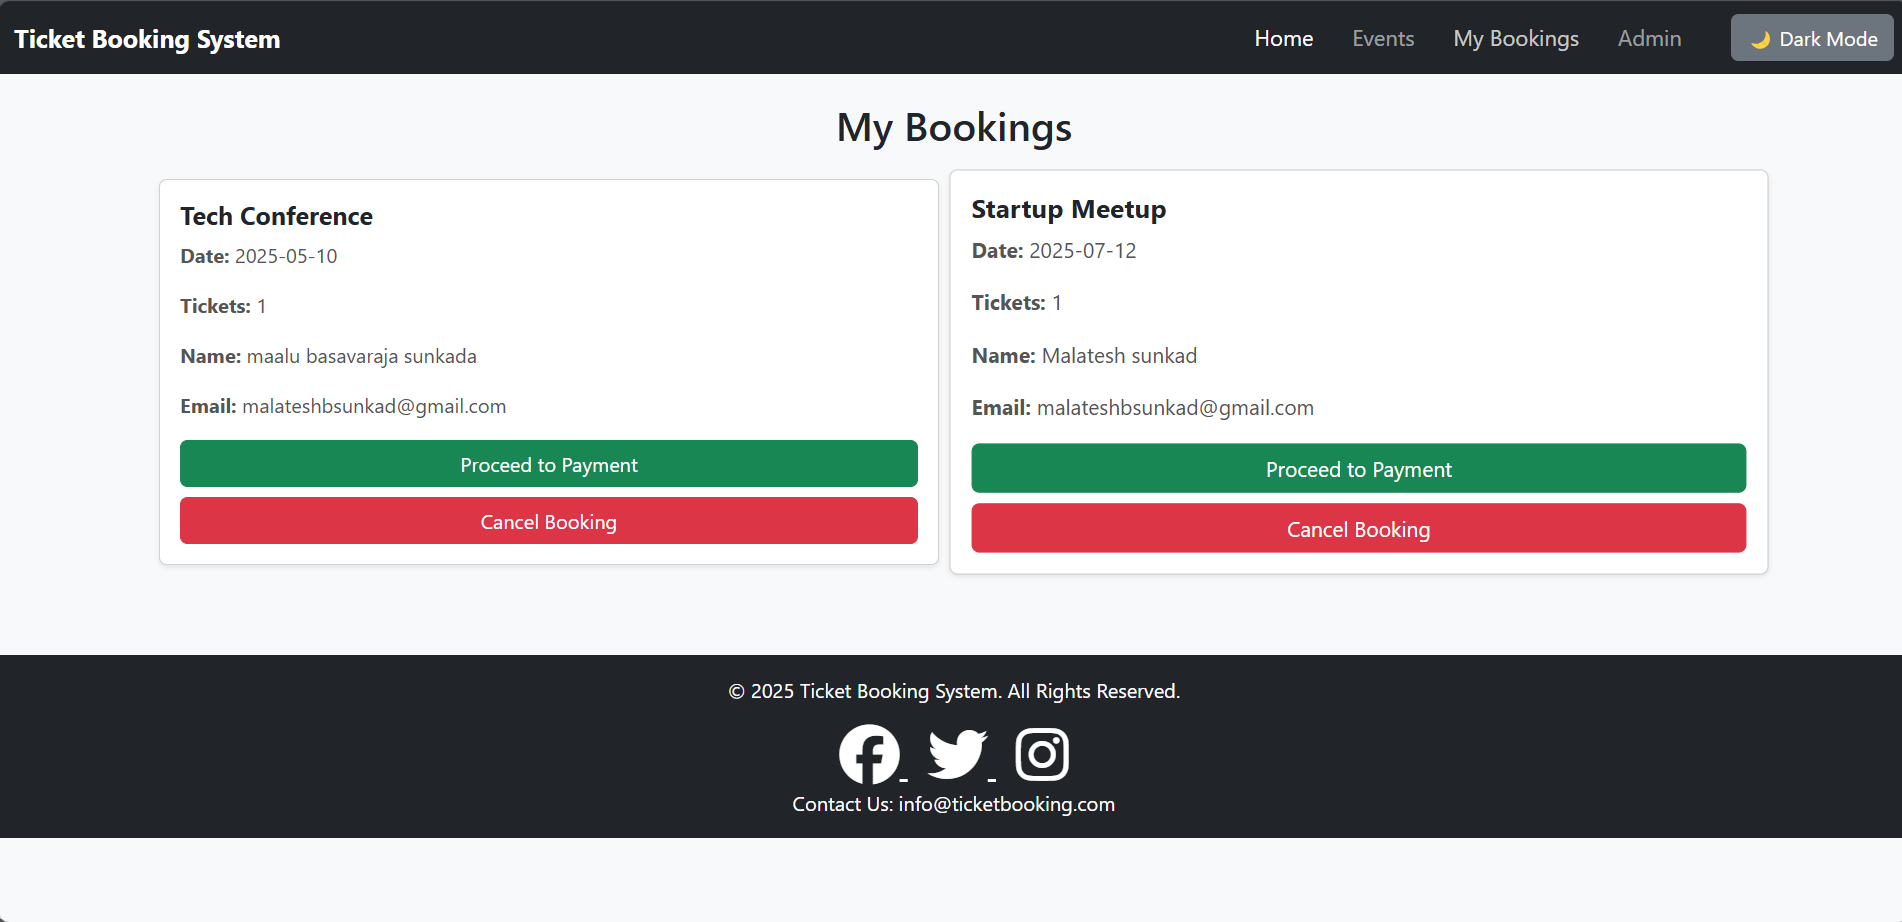 Ticket Booking System
Home Events My Bookings Admin 🌙 Dark Mode
My Bookings
Tech Conference
Date: 2025-05-10
Tickets: 1
Name: maalu basavaraja sunkada
Email: malateshbsunkad@gmail.com
Proceed to Payment
Cancel Booking
Startup Meetup
Date: 2025-07-12
Tickets: 1
Name: Malatesh sunkad
Email: malateshbsunkad@gmail.com
Proceed to Payment
Cancel Booking
© 2025 Ticket Booking System. All Rights Reserved.
Contact Us: info@ticketbooking.com